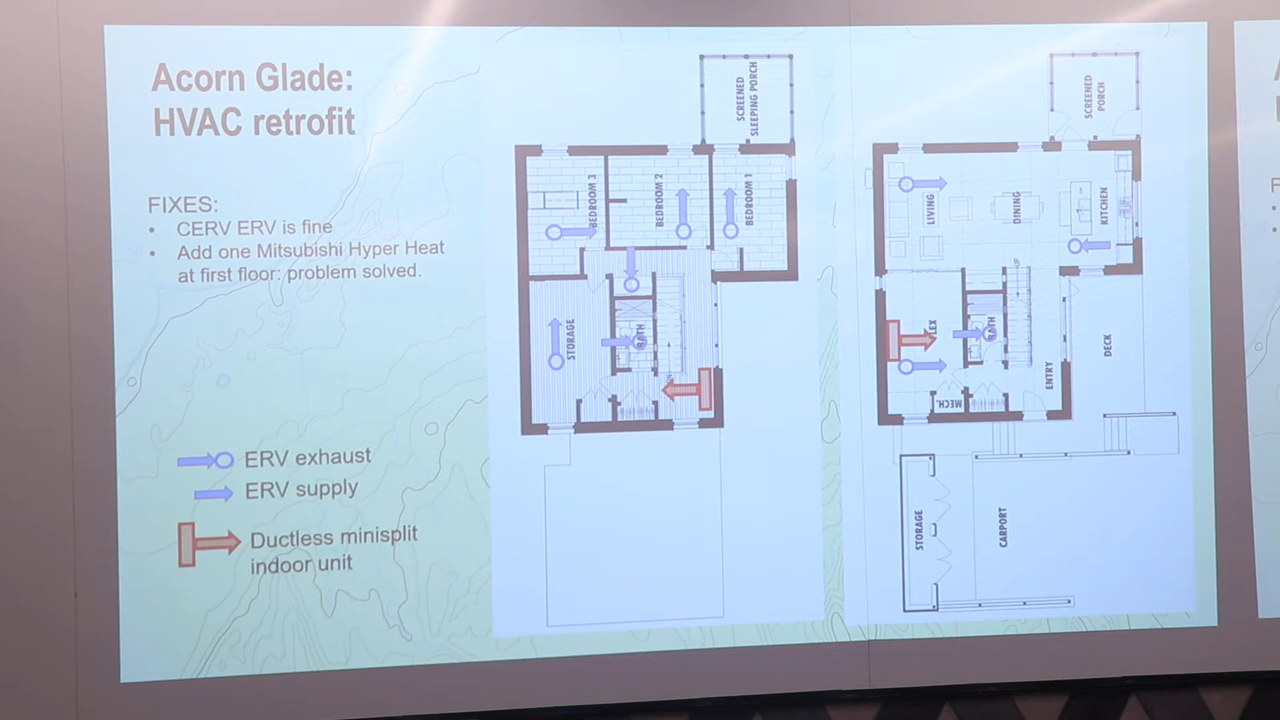 Acorn Glade:
HVAC retrofit
FIXES:
• CERV ERV is fine
• Add one Mitsubishi Hyper Heat
at first floor: problem solved.
ERV exhaust
ERV supply
Ductless minisplit
indoor unit
SCREENED
SLEEPING PORCH
BEDROOM 3
BEDROOM 2
BEDROOM 1
STORAGE
BATH
SCREENED
PORCH
LIVING
DINING
KITCHEN
UP
BATH
MECH.
ENTRY
DECK
STORAGE
CARPORT